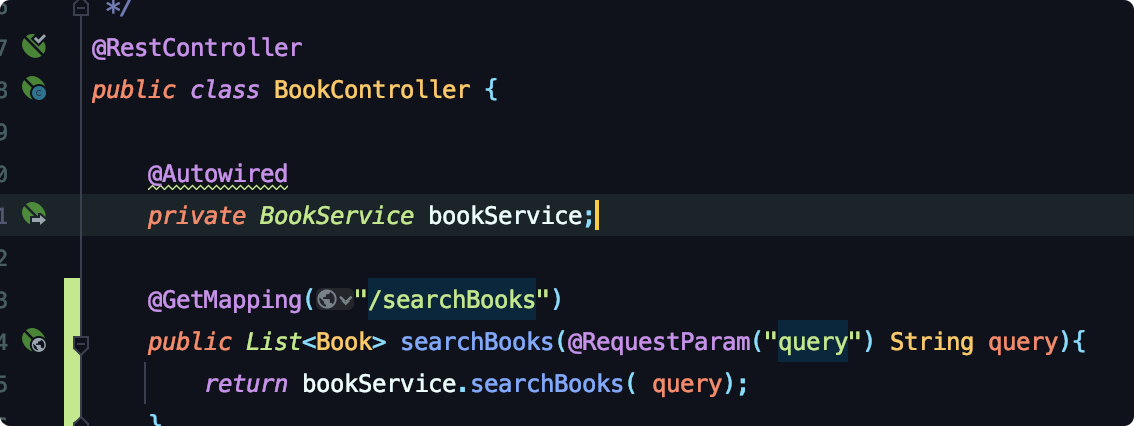 */
7 @RestController
8 public class BookController {
9
0 @Autowired
1 private BookService bookService;
2
3 @GetMapping("/searchBooks")
4 public List<Book> searchBooks(@RequestParam("query") String query){
5 return bookService.searchBooks( query);
}